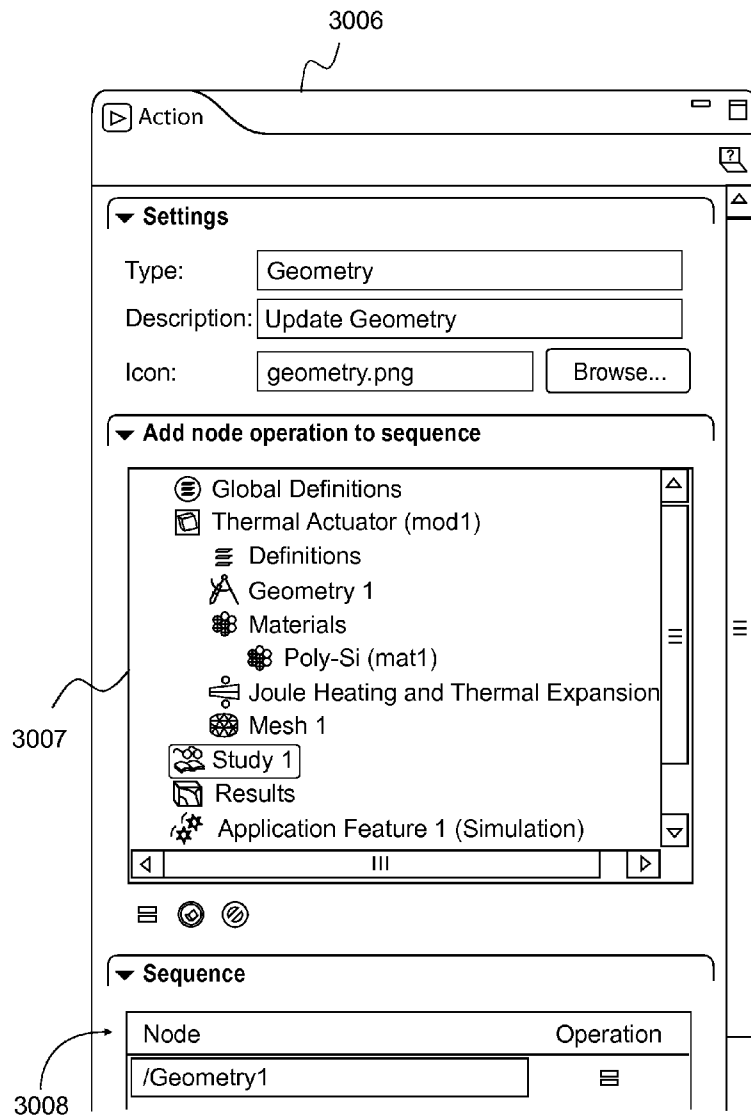 3006
Action
?
Settings
Type: Geometry
Description: Update Geometry
Icon: geometry.png Browse...
Add node operation to sequence
Global Definitions
Thermal Actuator (mod1)
Definitions
Geometry 1
Materials
Poly-Si (mat1)
Joule Heating and Thermal Expansion
Mesh 1
3007
Study 1
Results
Application Feature 1 (Simulation)
Sequence
Node Operation
/Geometry1
3008